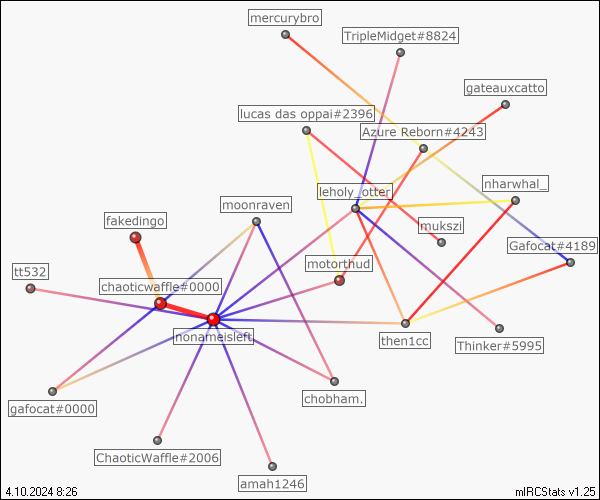 mercurybro
TripleMidget#8824
gateauxcatto
lucas das oppai#2396
Azure Reborn#4243
nharwhal_
leholy_otter
moonraven
fakedingo
mukszi
Gafocat#4189
tt532
motorthud
chaoticwaffle#0000
nonameisleft
then1cc
Thinker#5995
gafocat#0000
chobham.
ChaoticWaffle#2006
amah1246
4.10.2024 8:26
mIRCStats v1.25